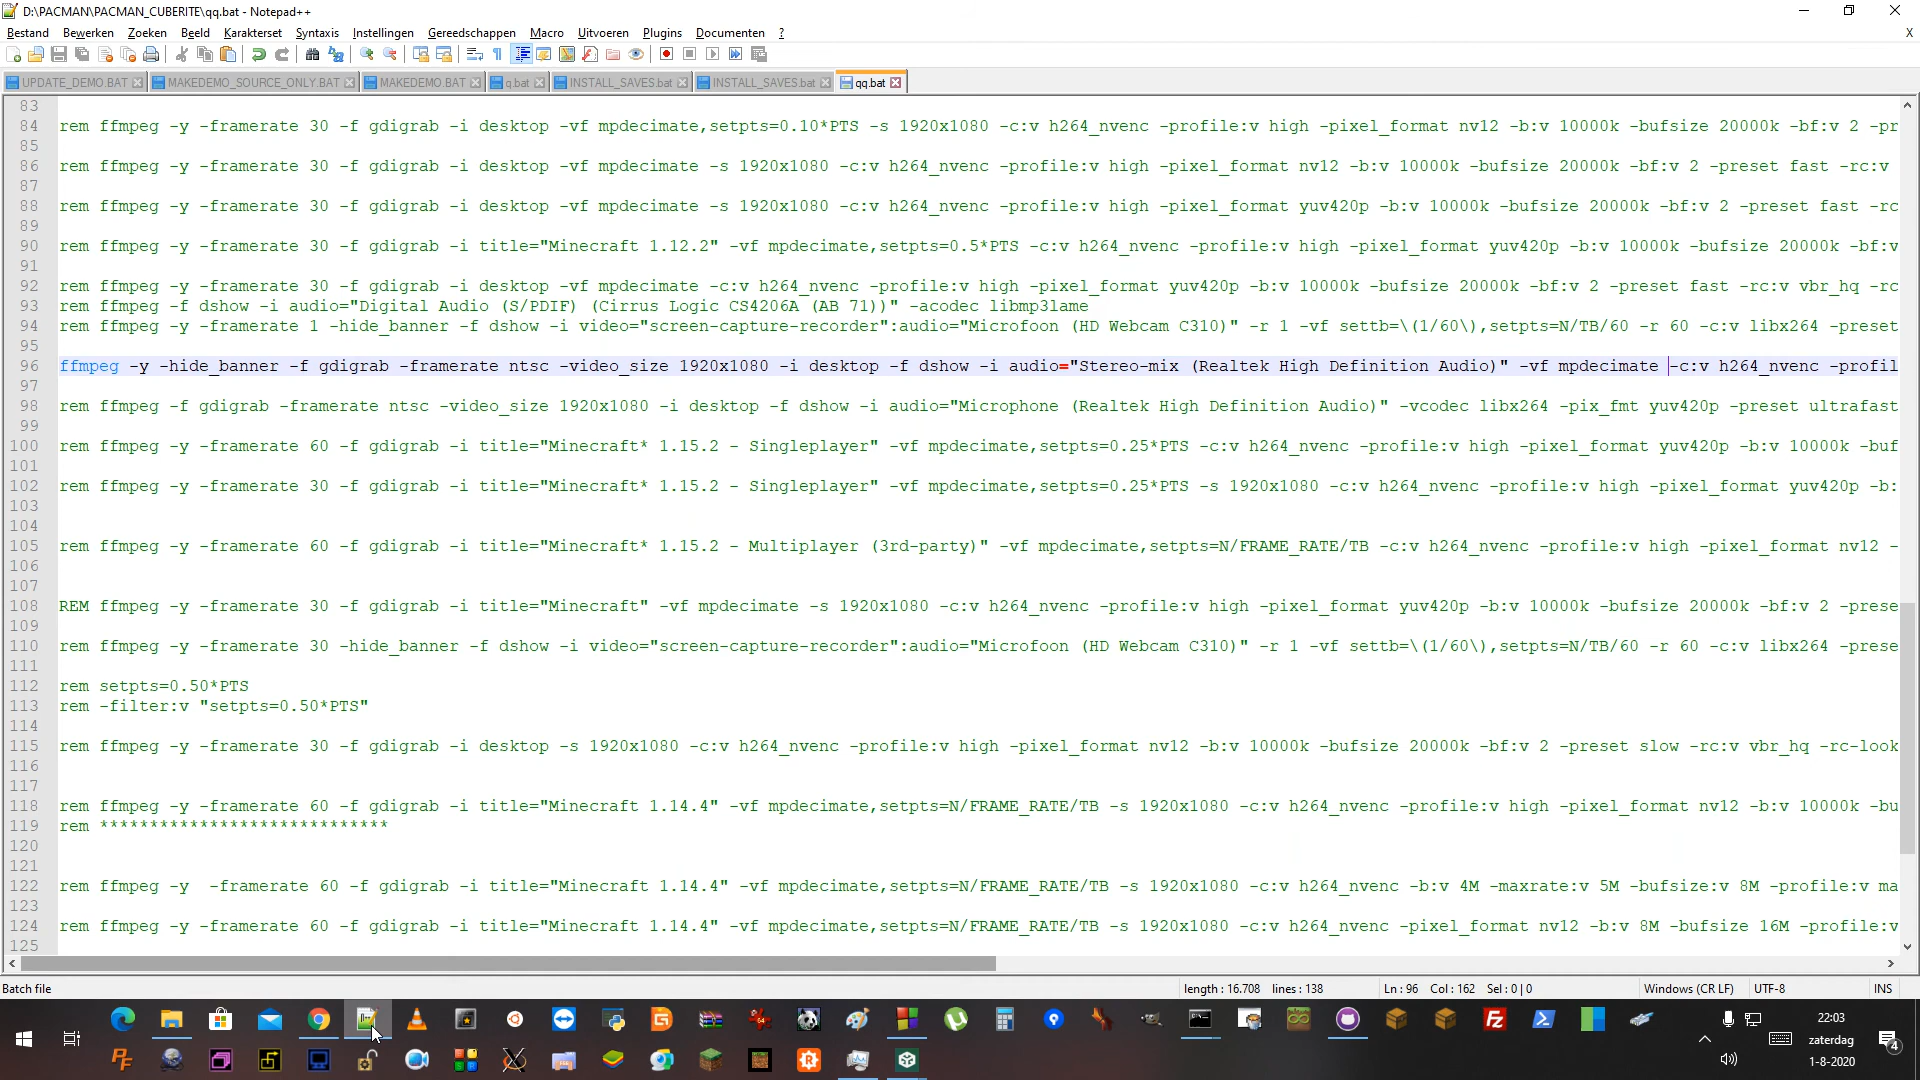 D:\PACMAN\PACMAN_CUBERITE\qq.bat - Notepad++
Bestand Bewerken Zoeken Beeld Karakterset Syntaxis Instellingen Gereedschappen Macro Uitvoeren Plugins Documenten ? X
UPDATE_DEMO.BAT MAKEDEMO_SOURCE_ONLY.BAT MAKEDEMO.BAT q.bat INSTALL_SAVES.bat INSTALL_SAVES.bat qq.bat
83
84 rem ffmpeg -y -framerate 30 -f gdigrab -i desktop -vf mpdecimate,setpts=0.10*PTS -s 1920x1080 -c:v h264_nvenc -profile:v high -pixel_format nv12 -b:v 10000k -bufsize 20000k -bf:v 2 -pr
85
86 rem ffmpeg -y -framerate 30 -f gdigrab -i desktop -vf mpdecimate -s 1920x1080 -c:v h264_nvenc -profile:v high -pixel_format nv12 -b:v 10000k -bufsize 20000k -bf:v 2 -preset fast -rc:v
87
88 rem ffmpeg -y -framerate 30 -f gdigrab -i desktop -vf mpdecimate -s 1920x1080 -c:v h264_nvenc -profile:v high -pixel_format yuv420p -b:v 10000k -bufsize 20000k -bf:v 2 -preset fast -rc
89
90 rem ffmpeg -y -framerate 30 -f gdigrab -i title="Minecraft 1.12.2" -vf mpdecimate,setpts=0.5*PTS -c:v h264_nvenc -profile:v high -pixel_format yuv420p -b:v 10000k -bufsize 20000k -bf:v
91
92 rem ffmpeg -y -framerate 30 -f gdigrab -i desktop -vf mpdecimate -c:v h264_nvenc -profile:v high -pixel_format yuv420p -b:v 10000k -bufsize 20000k -bf:v 2 -preset fast -rc:v vbr_hq -rc
93 rem ffmpeg -f dshow -i audio="Digital Audio (S/PDIF) (Cirrus Logic CS4206A (AB 71))" -acodec libmp3lame
94 rem ffmpeg -y -framerate 1 -hide_banner -f dshow -i video="screen-capture-recorder":audio="Microfoon (HD Webcam C310)" -r 1 -vf settb=\(1/60\),setpts=N/TB/60 -r 60 -c:v libx264 -preset
95
96 ffmpeg -y -hide_banner -f gdigrab -framerate ntsc -video_size 1920x1080 -i desktop -f dshow -i audio="Stereo-mix (Realtek High Definition Audio)" -vf mpdecimate -c:v h264_nvenc -profil
97
98 rem ffmpeg -f gdigrab -framerate ntsc -video_size 1920x1080 -i desktop -f dshow -i audio="Microphone (Realtek High Definition Audio)" -vcodec libx264 -pix_fmt yuv420p -preset ultrafast
99
100 rem ffmpeg -y -framerate 60 -f gdigrab -i title="Minecraft* 1.15.2 - Singleplayer" -vf mpdecimate,setpts=0.25*PTS -c:v h264_nvenc -profile:v high -pixel_format yuv420p -b:v 10000k -buf
101
102 rem ffmpeg -y -framerate 30 -f gdigrab -i title="Minecraft* 1.15.2 - Singleplayer" -vf mpdecimate,setpts=0.25*PTS -s 1920x1080 -c:v h264_nvenc -profile:v high -pixel_format yuv420p -b:
103
104
105 rem ffmpeg -y -framerate 60 -f gdigrab -i title="Minecraft* 1.15.2 - Multiplayer (3rd-party)" -vf mpdecimate,setpts=N/FRAME_RATE/TB -c:v h264_nvenc -profile:v high -pixel_format nv12 -
106
107
108 REM ffmpeg -y -framerate 30 -f gdigrab -i title="Minecraft" -vf mpdecimate -s 1920x1080 -c:v h264_nvenc -profile:v high -pixel_format yuv420p -b:v 10000k -bufsize 20000k -bf:v 2 -prese
109
110 rem ffmpeg -y -framerate 30 -hide_banner -f dshow -i video="screen-capture-recorder":audio="Microfoon (HD Webcam C310)" -r 1 -vf settb=\(1/60\),setpts=N/TB/60 -r 60 -c:v libx264 -prese
111
112 rem setpts=0.50*PTS
113 rem -filter:v "setpts=0.50*PTS"
114
115 rem ffmpeg -y -framerate 30 -f gdigrab -i desktop -s 1920x1080 -c:v h264_nvenc -profile:v high -pixel_format nv12 -b:v 10000k -bufsize 20000k -bf:v 2 -preset slow -rc:v vbr_hq -rc-look
116
117
118 rem ffmpeg -y -framerate 60 -f gdigrab -i title="Minecraft 1.14.4" -vf mpdecimate,setpts=N/FRAME_RATE/TB -s 1920x1080 -c:v h264_nvenc -profile:v high -pixel_format nv12 -b:v 10000k -bu
119 rem *****************************
120
121
122 rem ffmpeg -y  -framerate 60 -f gdigrab -i title="Minecraft 1.14.4" -vf mpdecimate,setpts=N/FRAME_RATE/TB -s 1920x1080 -c:v h264_nvenc -b:v 4M -maxrate:v 5M -bufsize:v 8M -profile:v ma
123
124 rem ffmpeg -y -framerate 60 -f gdigrab -i title="Minecraft 1.14.4" -vf mpdecimate,setpts=N/FRAME_RATE/TB -s 1920x1080 -c:v h264_nvenc -pixel_format nv12 -b:v 8M -bufsize 16M -profile:v
125
Batch file length : 16.708 lines : 138 Ln : 96 Col : 162 Sel : 0 | 0 Windows (CR LF) UTF-8 INS
22:03
zaterdag
1-8-2020
4